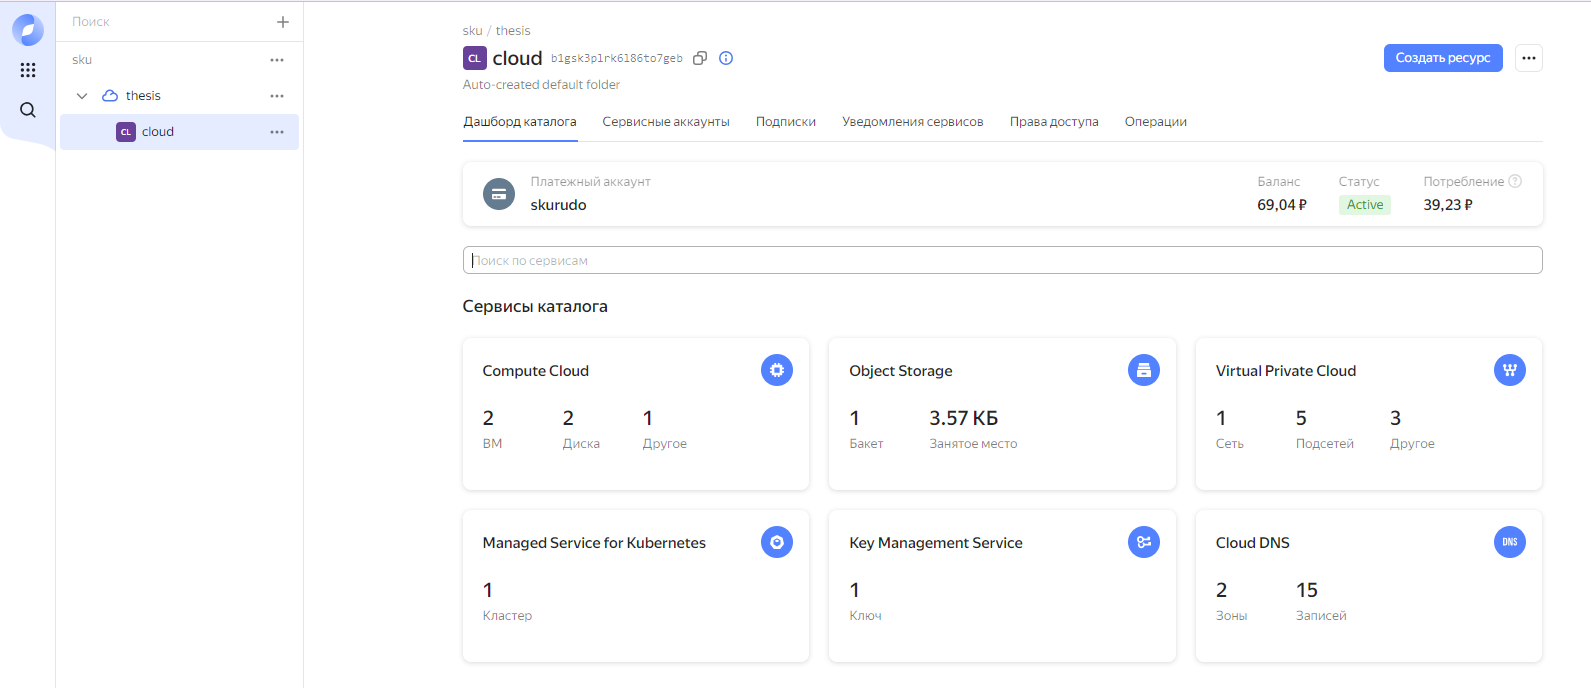 Поиск
sku
thesis
CL cloud
sku / thesis
CL cloud b1gsk3plrk6l86to7geb
Auto-created default folder
Создать ресурс
Дашборд каталога Сервисные аккаунты Подписки Уведомления сервисов Права доступа Операции
Платежный аккаунт
skurudo
Баланс Статус Потребление
69,04 ₽ Active 39,23 ₽
Поиск по сервисам
Сервисы каталога
Compute Cloud
2 2 1
ВМ Диска Другое
Object Storage
1 3.57 КБ
Бакет Занятое место
Virtual Private Cloud
1 5 3
Сеть Подсетей Другое
Managed Service for Kubernetes
1
Кластер
Key Management Service
1
Ключ
Cloud DNS
DNS
2 15
Зоны Записей